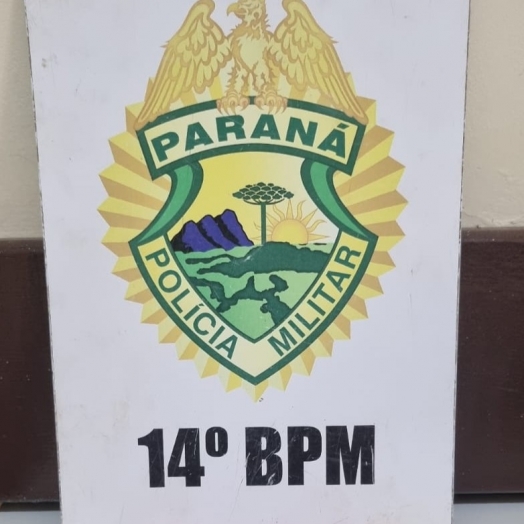 PARANÁ
POLÍCIA MILITAR
14º BPM